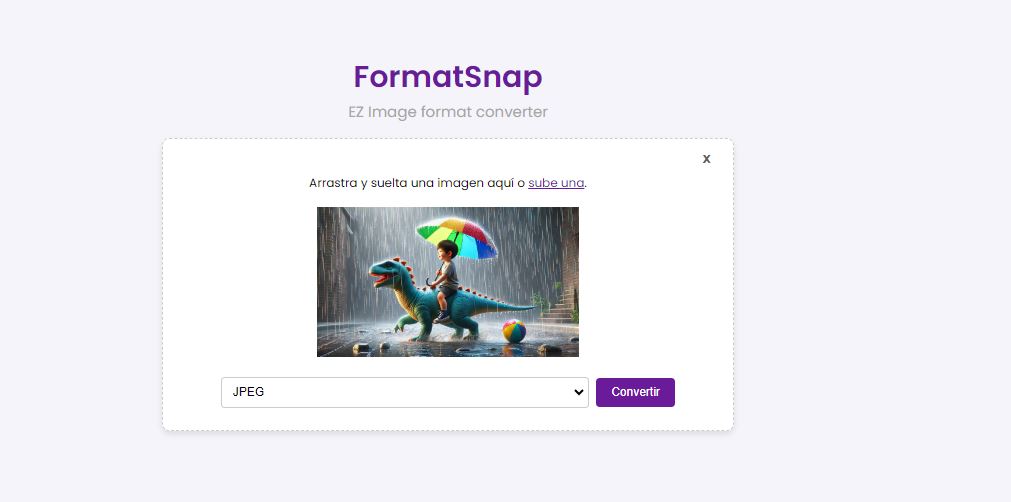 FormatSnap
EZ Image format converter
x
Arrastra y suelta una imagen aquí o sube una.
JPEG
Convertir